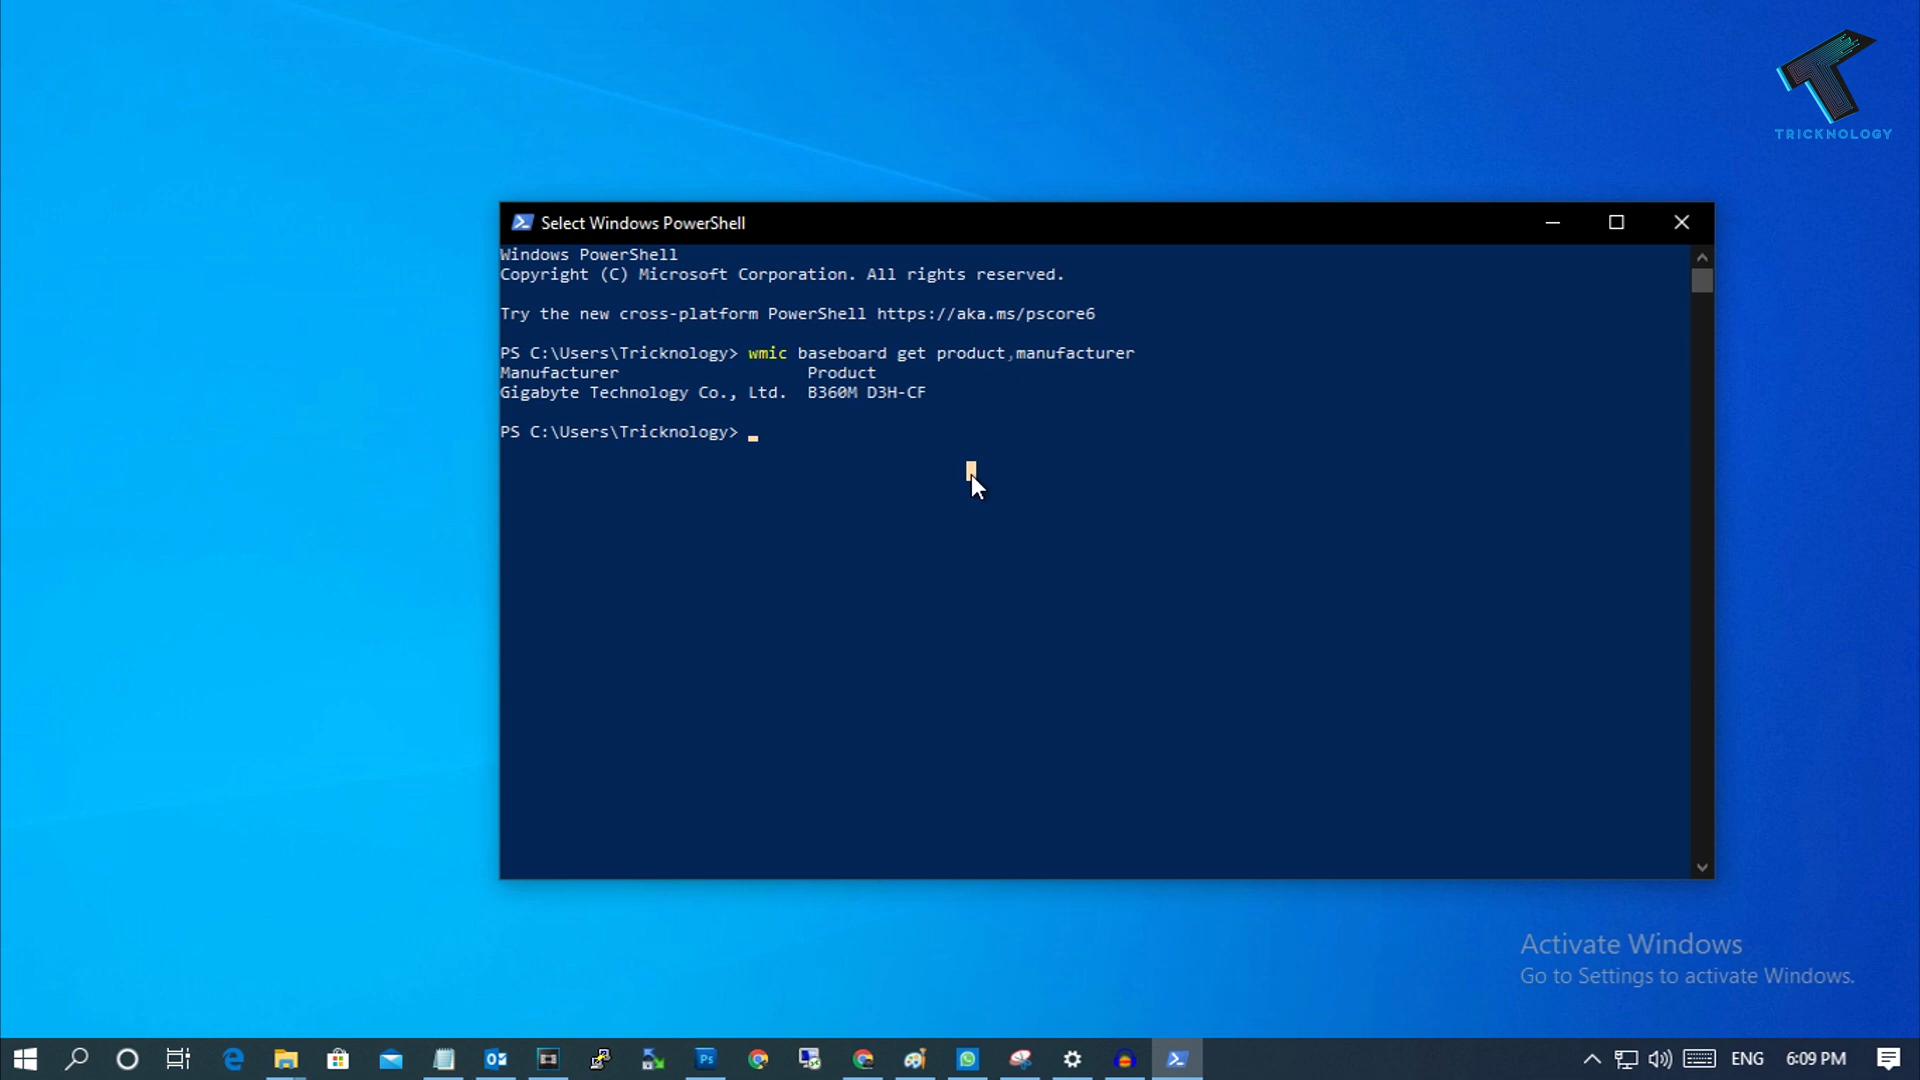 TRICKNOLOGY
Select Windows PowerShell
Windows PowerShell
Copyright (C) Microsoft Corporation. All rights reserved.
Try the new cross-platform PowerShell https://aka.ms/pscore6
PS C:\Users\Tricknology> wmic baseboard get product,manufacturer
Manufacturer Product
Gigabyte Technology Co., Ltd. B360M D3H-CF
PS C:\Users\Tricknology>
Activate Windows
Go to Settings to activate Windows.
Ps
ENG 6:09 PM